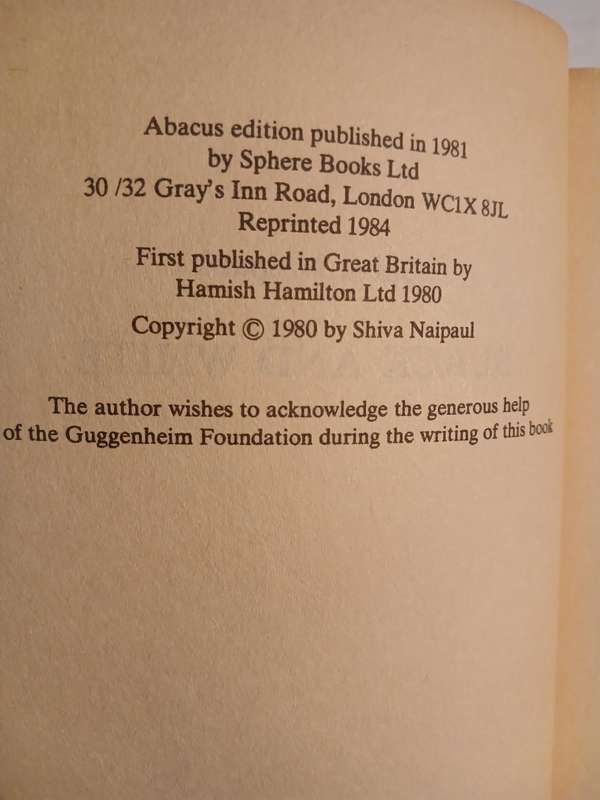 Abacus edition published in 1981
by Sphere Books Ltd
30 /32 Gray's Inn Road, London WC1X 8JL
Reprinted 1984
First published in Great Britain by
Hamish Hamilton Ltd 1980
Copyright © 1980 by Shiva Naipaul
The author wishes to acknowledge the generous help
of the Guggenheim Foundation during the writing of this book